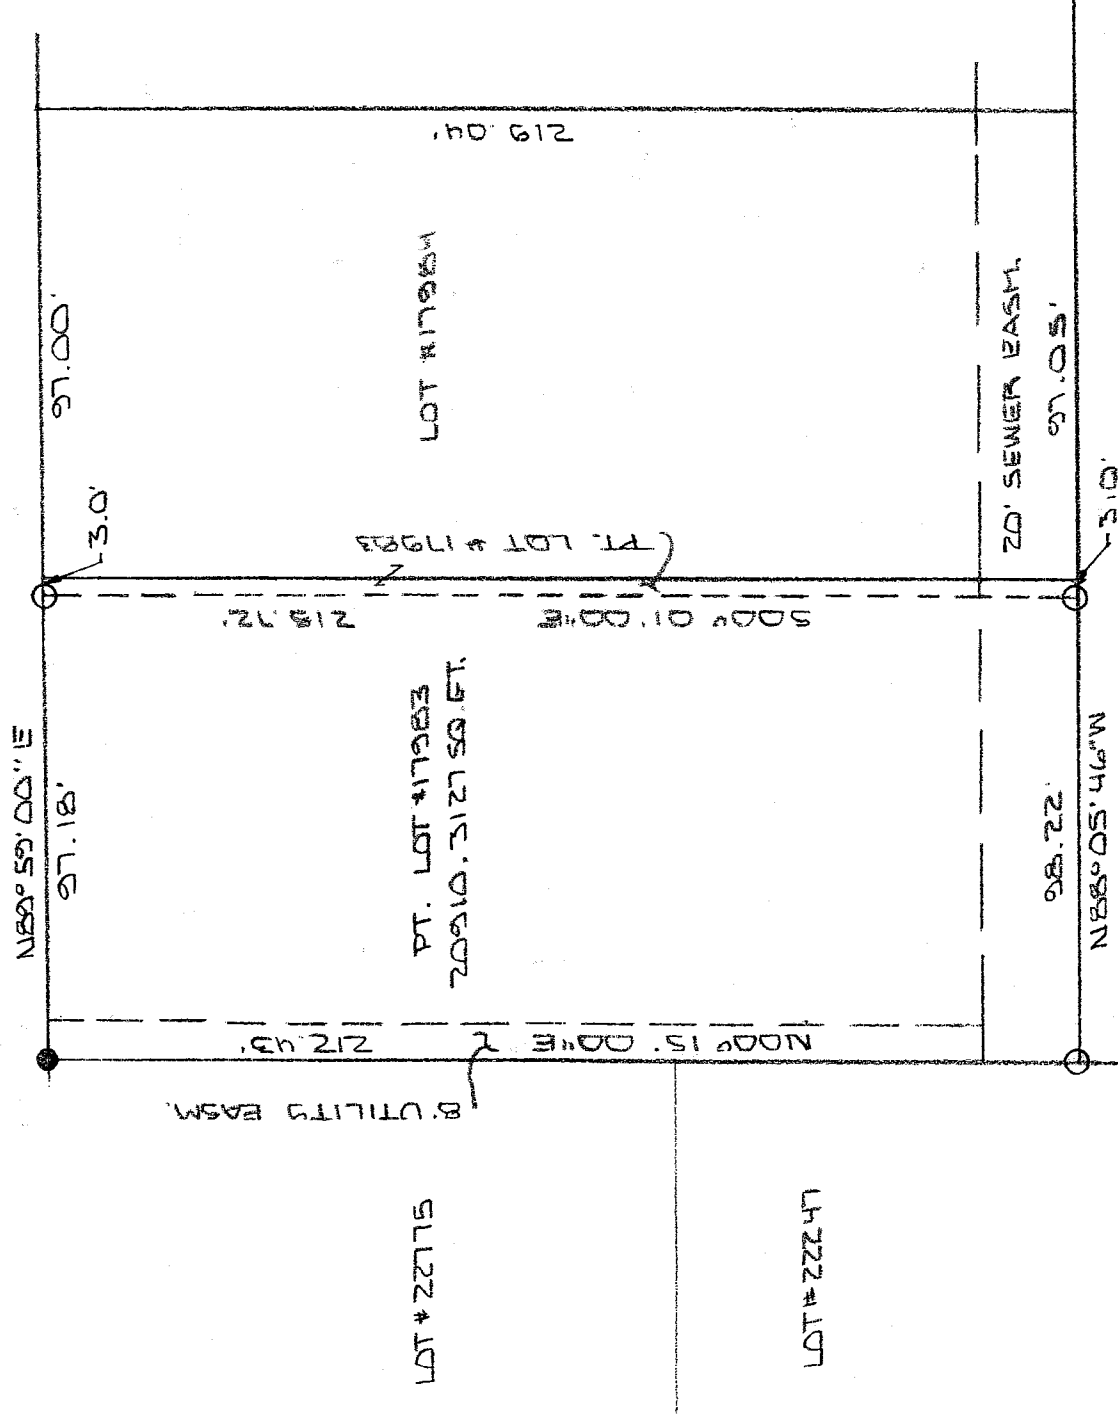 N89°59'00"E
97.18'
97.00'
3.0'
219.04'
LOT #17984
PT. LOT #17983
S00°01'00"E 215.72'
PT. LOT #17983
20910.3127 SQ.FT.
N00°15'00"E 212.43'
8' UTILITY EASM.
20' SEWER EASM.
97.05'
3.0'
98.22'
N88°05'46"W
LOT #22775
LOT #22247